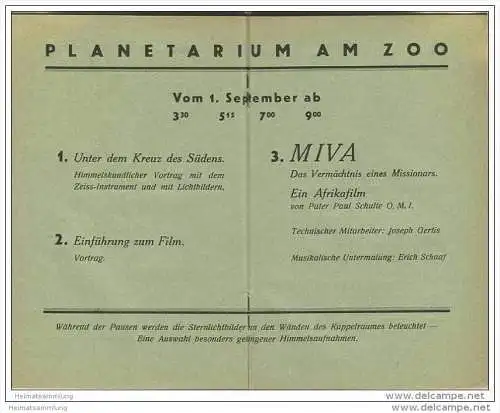 PLANETARIUM AM ZOO
Vom 1. September ab
3³⁰ 5¹⁵ 7⁰⁰ 9⁰⁰
1. Unter dem Kreuz des Südens.
Himmelskundlicher Vortrag mit dem
Zeiss-Instrument und mit Lichtbildern.
2. Einführung zum Film.
Vortrag.
3. MIVA
Das Vermächtnis eines Missionars.
Ein Afrikafilm
von Pater Paul Schulte O. M. I.
Technischer Mitarbeiter: Joseph Gerlis
Musikalische Untermalung: Erich Schaaf
Während der Pausen werden die Sternlichtbilder an den Wänden des Kuppelraumes beleuchtet —
Eine Auswahl besonders gelungener Himmelsaufnahmen.
Heimatsammlung
Heimatsammlung
delcampe.net